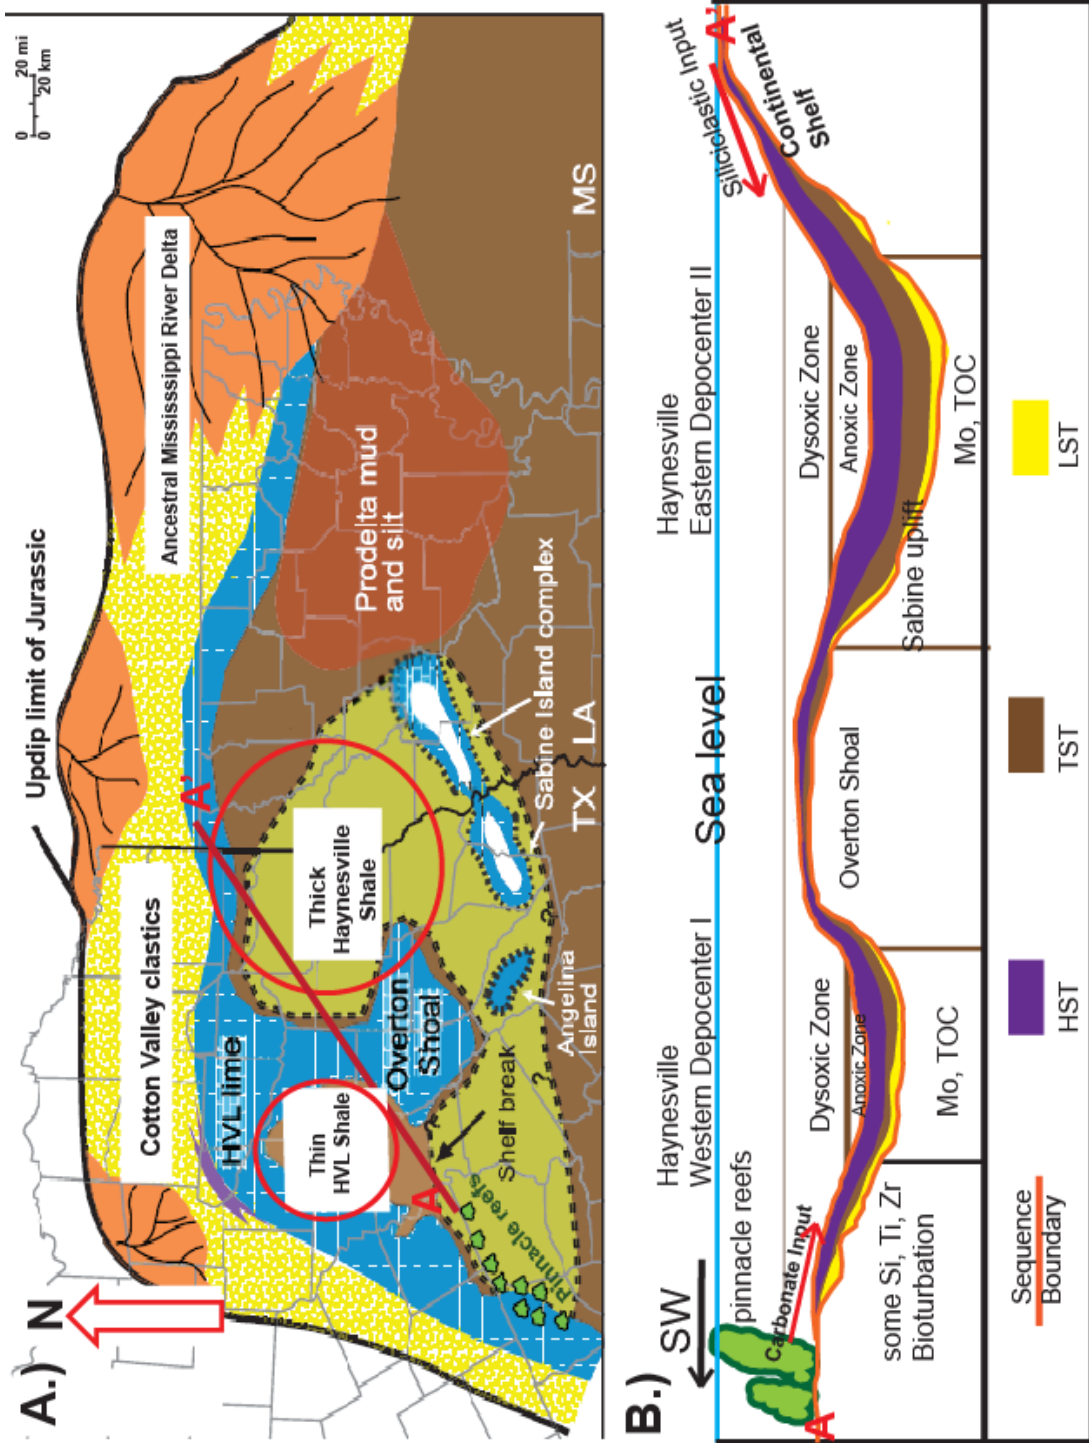 A.)
N
Updip limit of Jurassic
0 20 mi
0 20 km
Cotton Valley clastics
Ancestral Mississippi River Delta
HVL lime
A'
Thin
HVL Shale
Thick
Haynesville
Shale
Prodelta mud
and silt
Overton
Shoal
A
Shelf break
Pinnacle reefs
Angelina
Island
Sabine Island complex
?
?
TX
LA
MS
B.)
SW
pinnacle reefs
Haynesville
Western Depocenter I
Sea level
Haynesville
Eastern Depocenter II
A'
Siliciclastic Input
Continental
Shelf
Carbonate Input
A
Dysoxic Zone
Anoxic Zone
Overton Shoal
Dysoxic Zone
Anoxic Zone
some Si, Ti, Zr
Bioturbation
Mo, TOC
Sabine uplift
Mo, TOC
Sequence
Boundary
HST
TST
LST